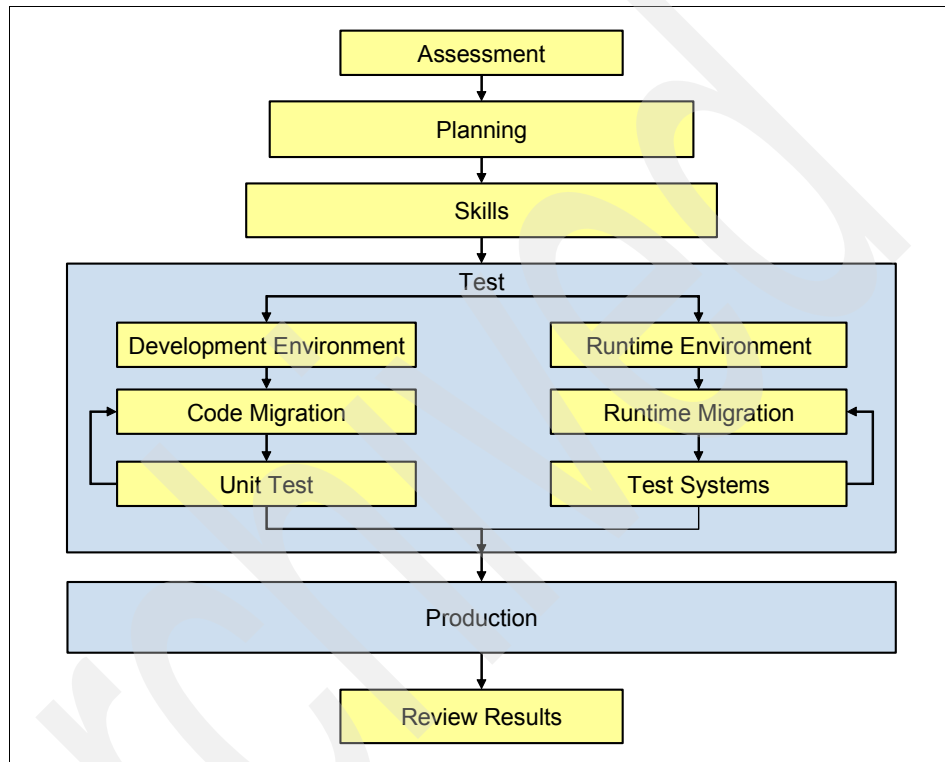 Assessment
Planning
Skills
Test
Development Environment
Runtime Environment
Code Migration
Runtime Migration
Unit Test
Test Systems
Production
Review Results